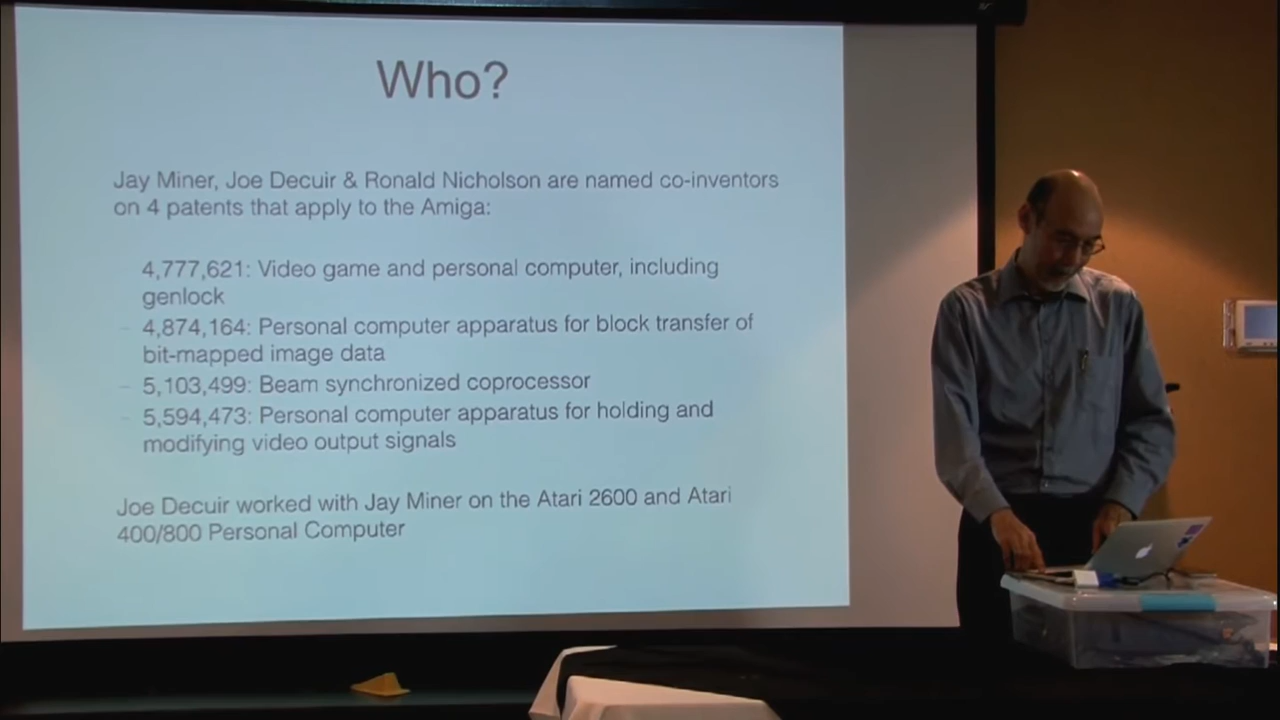 Who?
Jay Miner, Joe Decuir & Ronald Nicholson are named co-inventors
on 4 patents that apply to the Amiga:
4,777,621: Video game and personal computer, including
genlock
– 4,874,164: Personal computer apparatus for block transfer of
bit-mapped image data
– 5,103,499: Beam synchronized coprocessor
– 5,594,473: Personal computer apparatus for holding and
modifying video output signals
Joe Decuir worked with Jay Miner on the Atari 2600 and Atari
400/800 Personal Computer